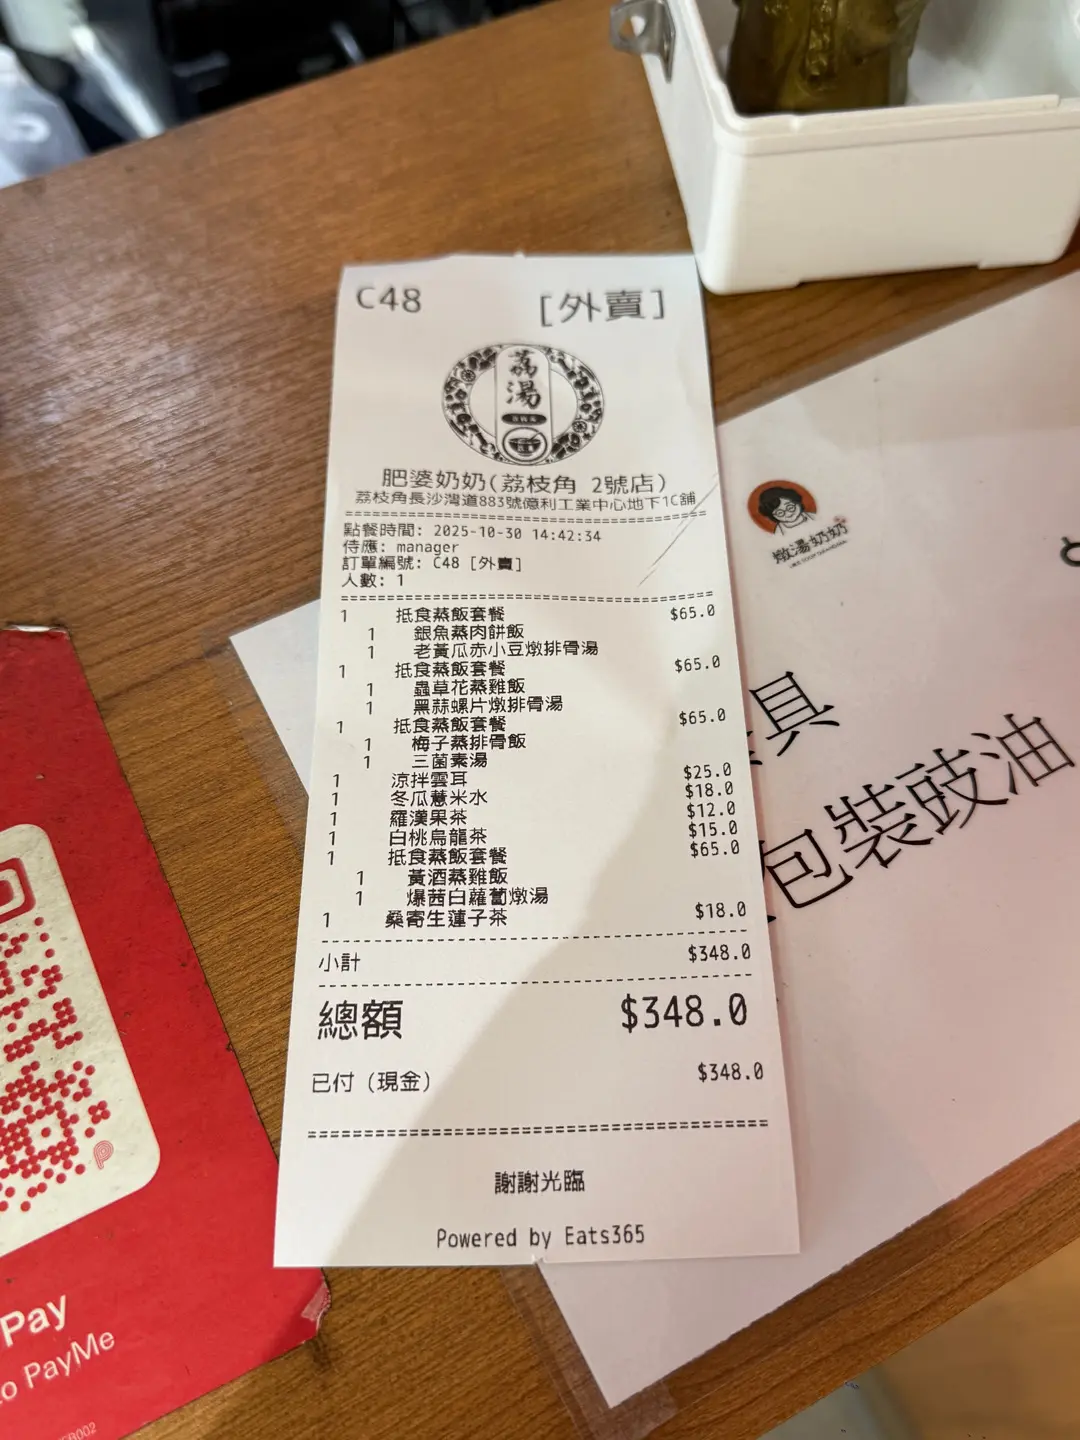 C48 [外賣]
荔
湯
肥婆奶奶(荔枝角 2號店)
荔枝角長沙灣道883號億利工業中心地下1C舖
點餐時間: 2025-10-30 14:42:34
侍應: manager
訂單編號: C48 [外賣]
人數: 1
1 抵食蒸飯套餐 $65.0
1 銀魚蒸肉餅飯
1 老黃瓜赤小豆燉排骨湯
1 抵食蒸飯套餐 $65.0
1 蟲草花蒸雞飯
1 黑蒜螺片燉排骨湯
1 抵食蒸飯套餐 $65.0
1 梅子蒸排骨飯
1 三菌素湯
1 涼拌雲耳 $25.0
1 冬瓜薏米水 $18.0
1 羅漢果茶 $12.0
1 白桃烏龍茶 $15.0
1 抵食蒸飯套餐 $65.0
1 黃酒蒸雞飯
1 爆茜白蘿蔔燉湯
1 桑寄生蓮子茶 $18.0
小計 $348.0
總額 $348.0
已付 (現金) $348.0
謝謝光臨
Powered by Eats365
燉湯奶奶
具
包裝豉油
Pay
to PayMe